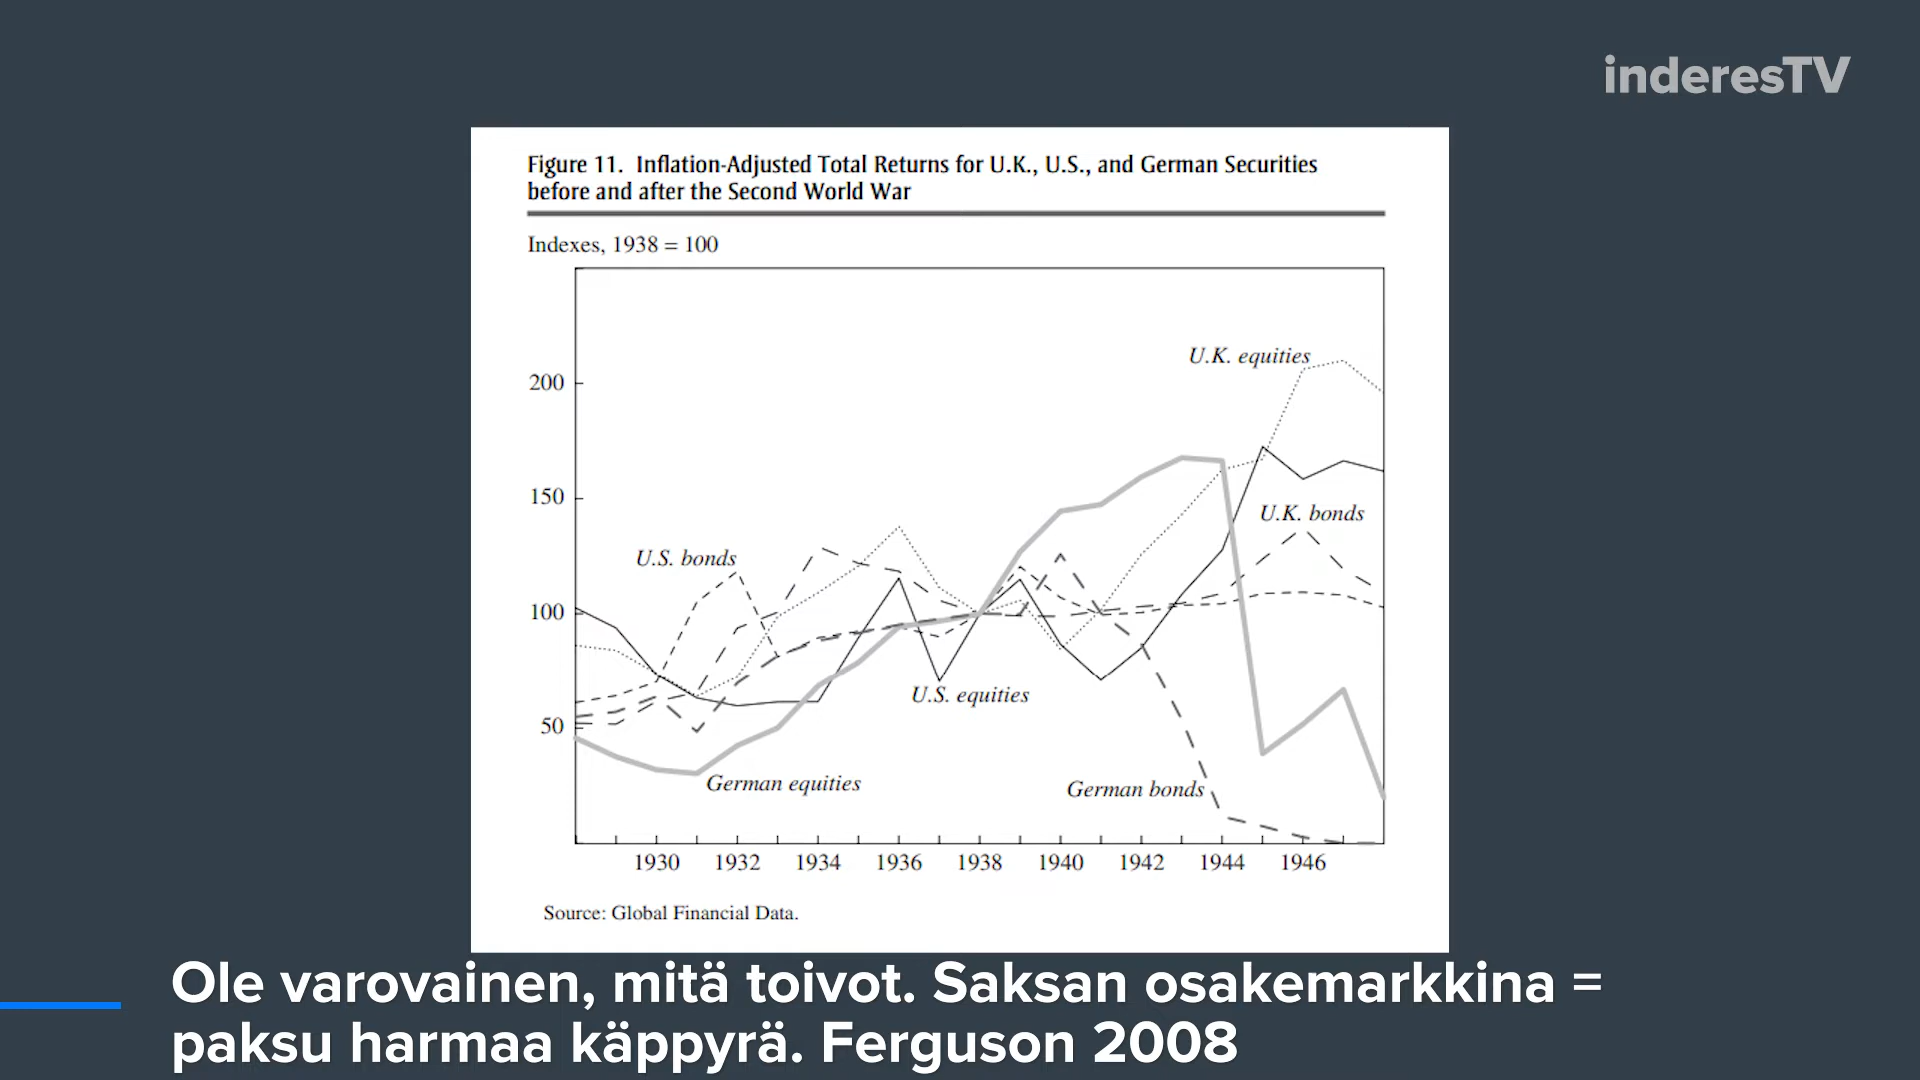 inderesTV
Figure 11. Inflation-Adjusted Total Returns for U.K., U.S., and German Securities
before and after the Second World War
Indexes, 1938 = 100
U.K. equities
200
150
U.K. bonds
U.S. bonds
100
U.S. equities
50
German equities
German bonds
1930 1932 1934 1936 1938 1940 1942 1944 1946
Source: Global Financial Data.
Ole varovainen, mitä toivot. Saksan osakemarkkina =
paksu harmaa käppyrä. Ferguson 2008